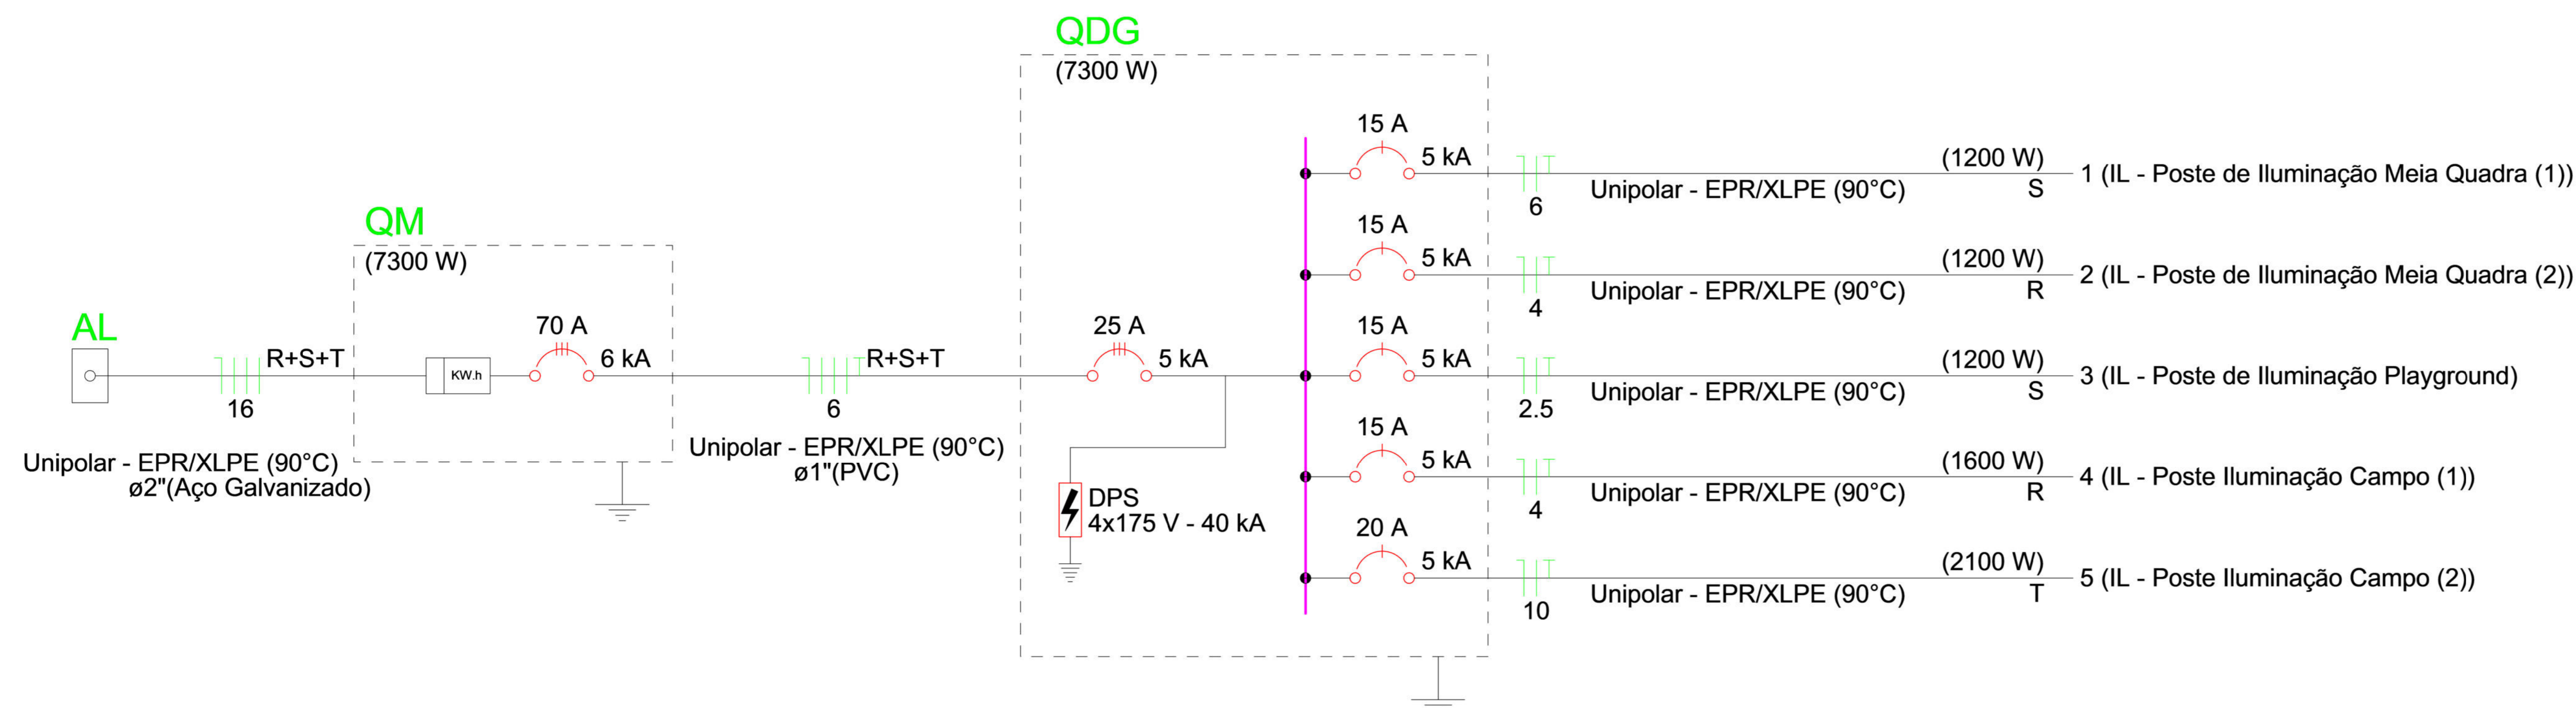 AL
16
R+S+T
Unipolar - EPR/XLPE (90°C)
ø2"(Aço Galvanizado)
QM
(7300 W)
KW.h
70 A
6 kA
R+S+T
6
Unipolar - EPR/XLPE (90°C)
ø1"(PVC)
QDG
(7300 W)
25 A
5 kA
DPS
4x175 V - 40 kA
15 A
5 kA
6
Unipolar - EPR/XLPE (90°C)
(1200 W)
S
1 (IL - Poste de Iluminação Meia Quadra (1))
15 A
5 kA
4
Unipolar - EPR/XLPE (90°C)
(1200 W)
R
2 (IL - Poste de Iluminação Meia Quadra (2))
15 A
5 kA
2.5
Unipolar - EPR/XLPE (90°C)
(1200 W)
S
3 (IL - Poste de Iluminação Playground)
15 A
5 kA
4
Unipolar - EPR/XLPE (90°C)
(1600 W)
R
4 (IL - Poste Iluminação Campo (1))
20 A
5 kA
10
Unipolar - EPR/XLPE (90°C)
(2100 W)
T
5 (IL - Poste Iluminação Campo (2))